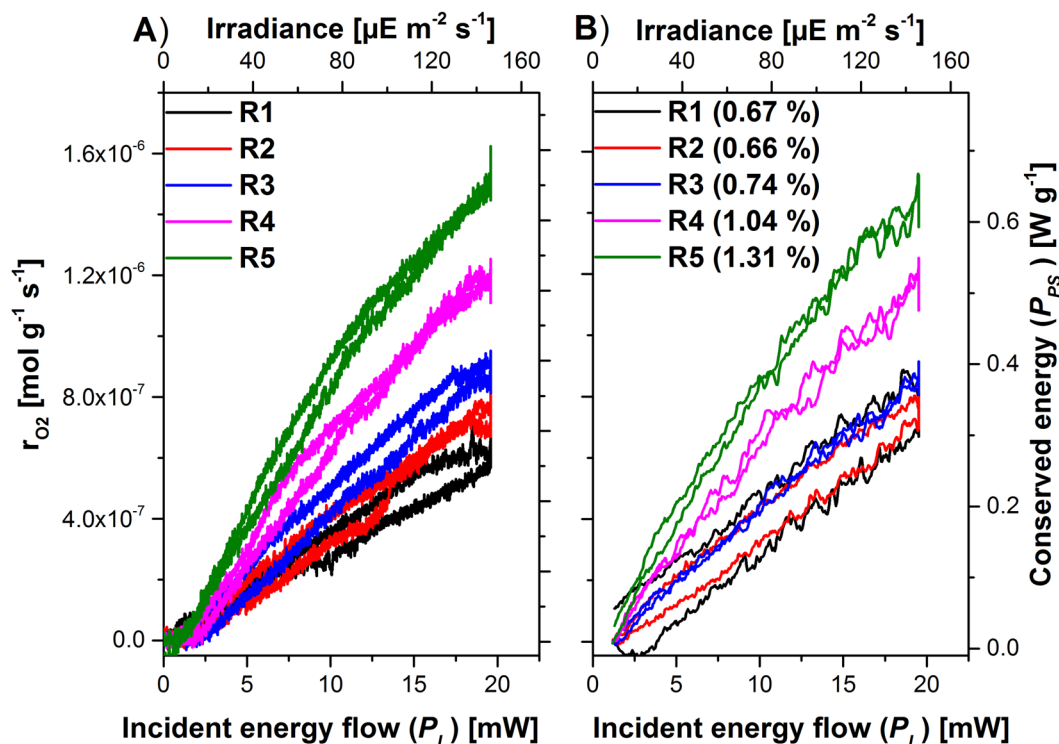 A) Irradiance [µE m⁻² s⁻¹]
0 40 80 120 160
R1
R2
R3
R4
R5
1.6x10⁻⁶
1.2x10⁻⁶
8.0x10⁻⁷
4.0x10⁻⁷
0.0
r_O2 [mol g⁻¹ s⁻¹]
0 5 10 15 20
Incident energy flow (P_I) [mW]
B) Irradiance [µE m⁻² s⁻¹]
0 40 80 120 160
R1 (0.67 %)
R2 (0.66 %)
R3 (0.74 %)
R4 (1.04 %)
R5 (1.31 %)
0.6
0.4
0.2
0.0
Conserved energy (P_PS) [W g⁻¹]
0 5 10 15 20
Incident energy flow (P_I) [mW]